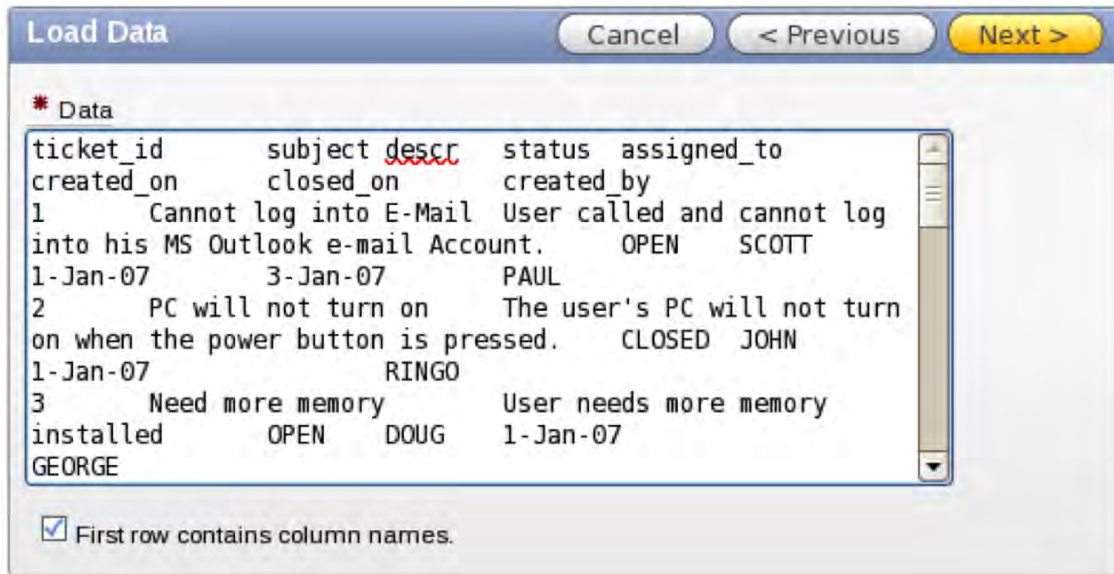 Load Data
Cancel
< Previous
Next >
* Data
ticket_id subject descr status assigned_to
created_on closed_on created_by
1 Cannot log into E-Mail User called and cannot log
into his MS Outlook e-mail Account. OPEN SCOTT
1-Jan-07 3-Jan-07 PAUL
2 PC will not turn on The user's PC will not turn
on when the power button is pressed. CLOSED JOHN
1-Jan-07 RINGO
3 Need more memory User needs more memory
installed OPEN DOUG 1-Jan-07
GEORGE
First row contains column names.